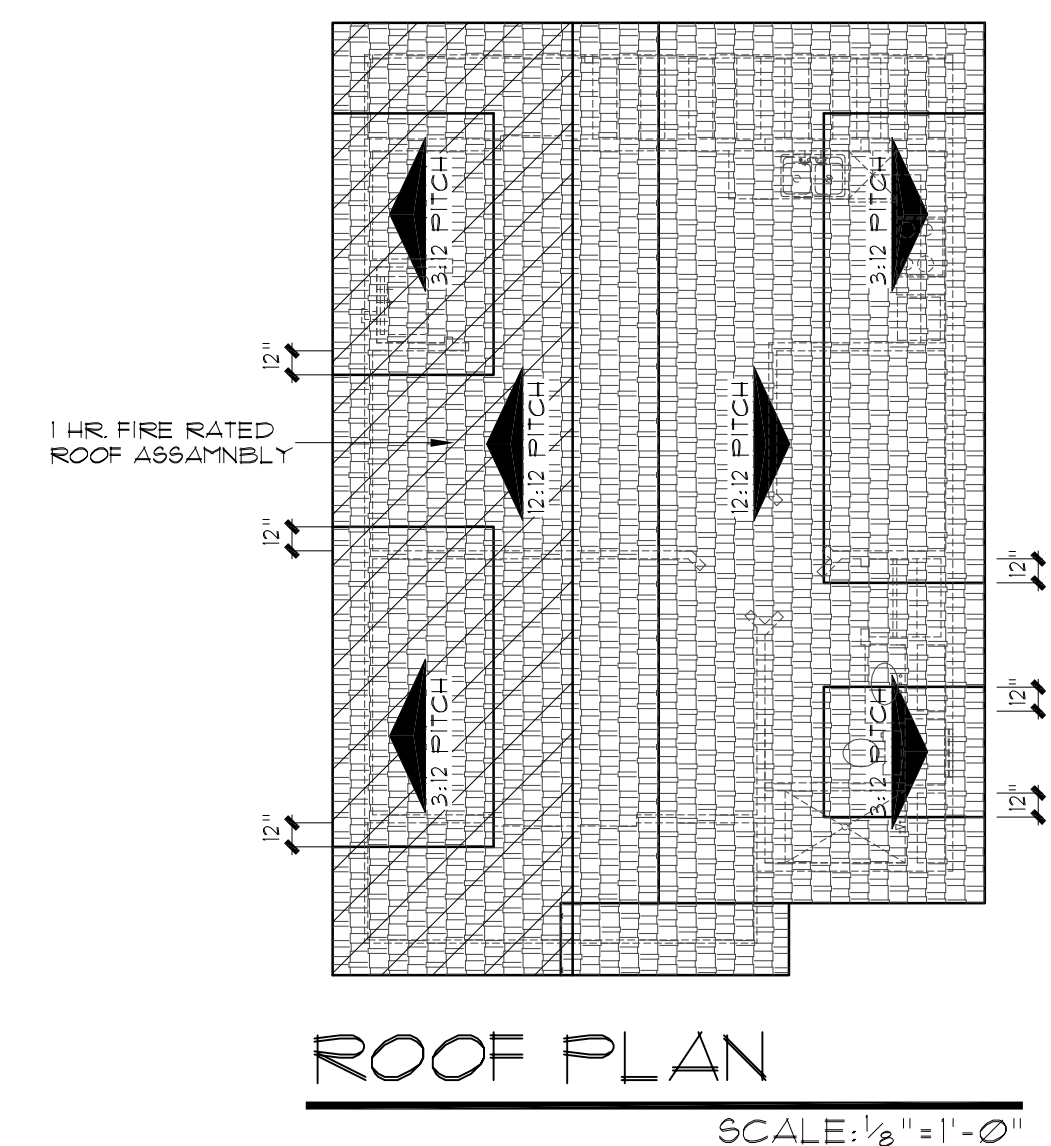 3:12 PITCH
3:12 PITCH
12"
1 HR. FIRE RATED
ROOF ASSAMNBLY
12:12 PITCH
12:12 PITCH
12"
12"
12"
3:12 PITCH
3:12 PITCH
12"
12"
ROOF PLAN
SCALE: 1/8" = 1'-0"